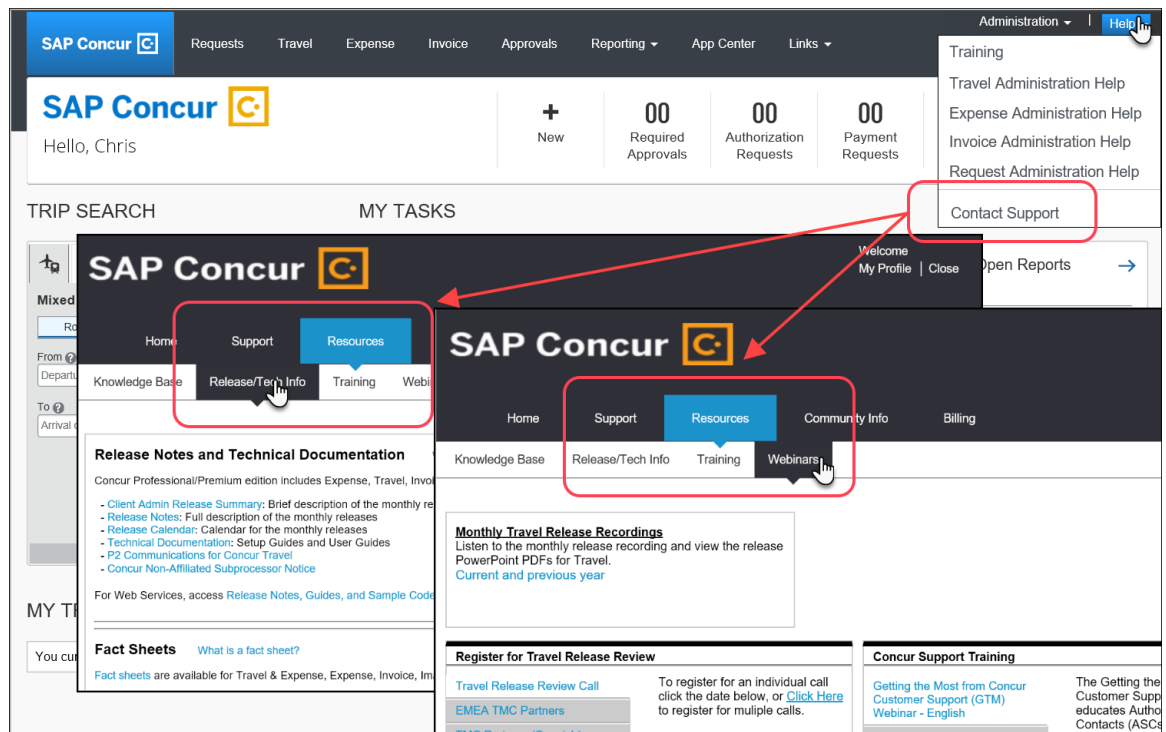 Administration
Help
SAP Concur
Requests
Travel
Expense
Invoice
Approvals
Reporting
App Center
Links
Training
Travel Administration Help
Expense Administration Help
Invoice Administration Help
Request Administration Help
Contact Support
SAP Concur
Hello, Chris
+
New
00
Required
Approvals
00
Authorization
Requests
00
Payment
Requests
TRIP SEARCH
MY TASKS
Open Reports
Mixed
From
To
SAP Concur
Welcome
My Profile | Close
Home
Support
Resources
Knowledge Base
Release/Tech Info
Training
Release Notes and Technical Documentation
Concur Professional/Premium edition includes Expense, Travel,
- Client Admin Release Summary: Brief description of the monthly
- Release Notes: Full description of the monthly releases
- Release Calendar: Calendar for the monthly releases
- Technical Documentation: Setup Guides and User Guides
- P2 Communications for Concur Travel
- Concur Non-Affiliated Subprocessor Notice
For Web Services, access Release Notes, Guides, and Sample Code
Fact Sheets What is a fact sheet?
Fact sheets are available for Travel & Expense, Expense, Invoice,
MY
You
SAP Concur
Home
Support
Resources
Community Info
Billing
Knowledge Base
Release/Tech Info
Training
Webinars
Monthly Travel Release Recordings
Listen to the monthly release recording and view the release
PowerPoint PDFs for Travel.
Current and previous year
Register for Travel Release Review
Travel Release Review Call
EMEA TMC Partners
To register for an individual call
click the date below, or Click Here
to register for muliple calls.
Concur Support Training
Getting the Most from Concur
Customer Support (GTM)
Webinar - English
The Getting the
Customer Supp
educates Autho
Contacts (ASCs